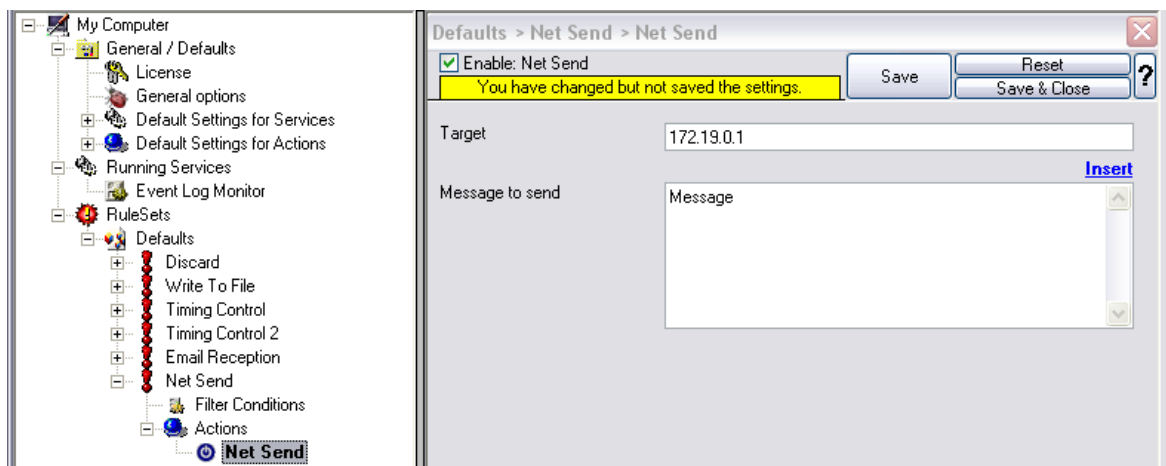 My Computer
General / Defaults
License
General options
Default Settings for Services
Default Settings for Actions
Running Services
Event Log Monitor
RuleSets
Defaults
Discard
Write To File
Timing Control
Timing Control 2
Email Reception
Net Send
Filter Conditions
Actions
Net Send
Defaults > Net Send > Net Send
Enable: Net Send
You have changed but not saved the settings.
Save
Reset
Save & Close
?
Target
172.19.0.1
Insert
Message to send
Message